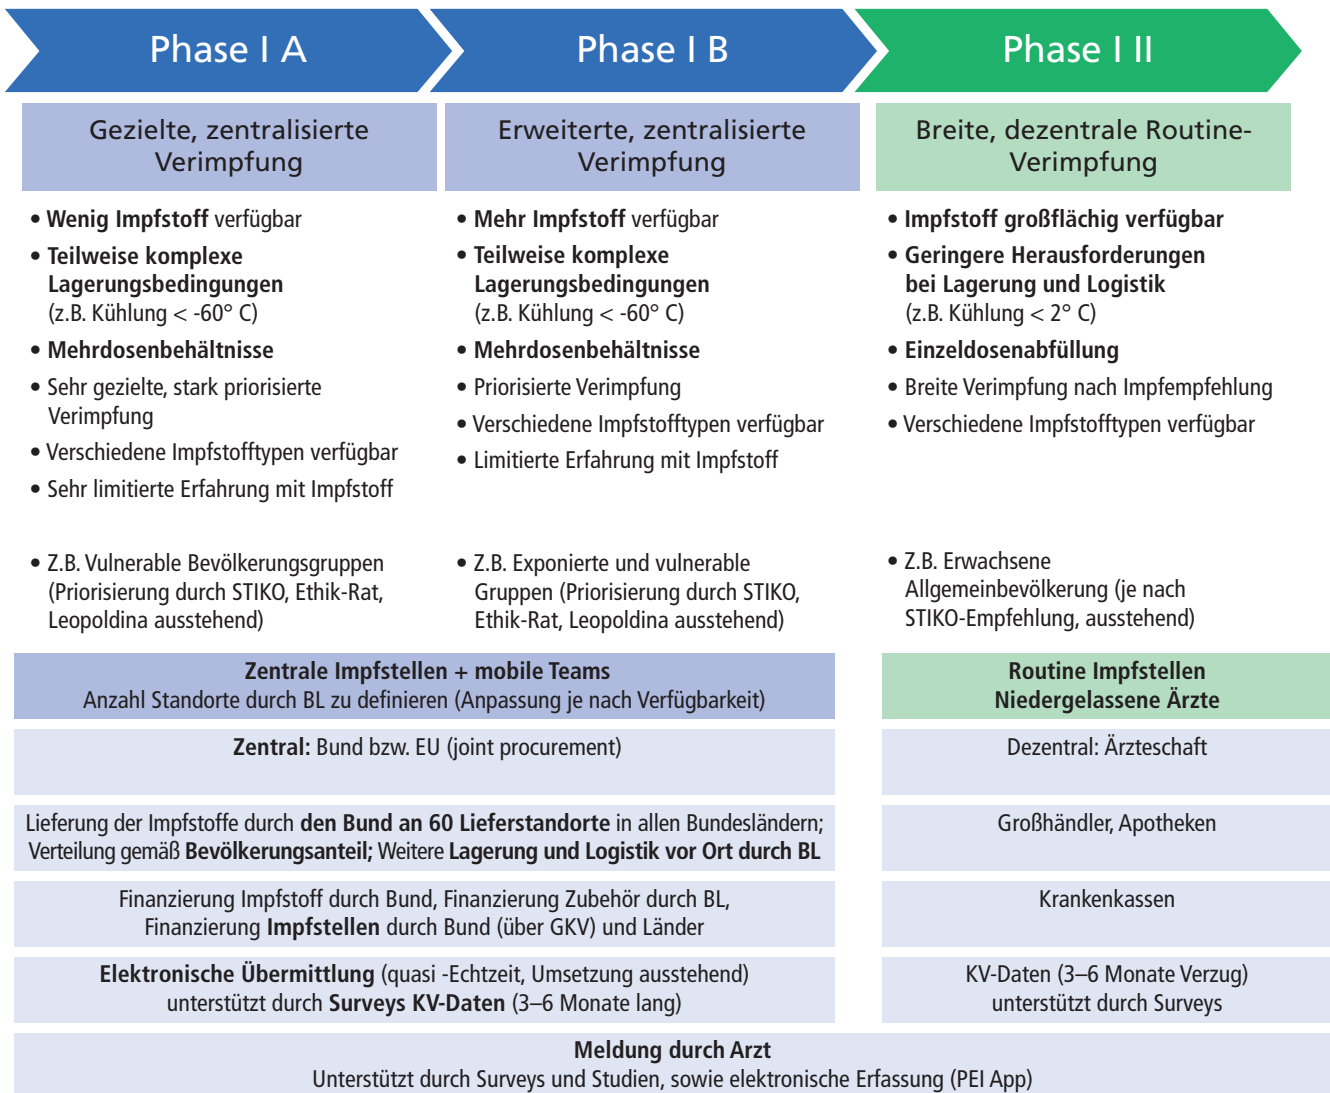 Phase I A
Phase I B
Phase I II
Gezielte, zentralisierte
Verimpfung
Erweiterte, zentralisierte
Verimpfung
Breite, dezentrale Routine-
Verimpfung
• Wenig Impfstoff verfügbar
• Teilweise komplexe
Lagerungsbedingungen
(z.B. Kühlung < -60° C)
• Mehrdosenbehältnisse
• Sehr gezielte, stark priorisierte
Verimpfung
• Verschiedene Impfstofftypen verfügbar
• Sehr limitierte Erfahrung mit Impfstoff
• Z.B. Vulnerable Bevölkerungsgruppen
(Priorisierung durch STIKO, Ethik-Rat,
Leopoldina ausstehend)
• Mehr Impfstoff verfügbar
• Teilweise komplexe
Lagerungsbedingungen
(z.B. Kühlung < -60° C)
• Mehrdosenbehältnisse
• Priorisierte Verimpfung
• Verschiedene Impfstofftypen verfügbar
• Limitierte Erfahrung mit Impfstoff
• Z.B. Exponierte und vulnerable
Gruppen (Priorisierung durch STIKO,
Ethik-Rat, Leopoldina ausstehend)
• Impfstoff großflächig verfügbar
• Geringere Herausforderungen
bei Lagerung und Logistik
(z.B. Kühlung < 2° C)
• Einzeldosenabfüllung
• Breite Verimpfung nach Impfempfehlung
• Verschiedene Impfstofftypen verfügbar
• Z.B. Erwachsene
Allgemeinbevölkerung (je nach
STIKO-Empfehlung, ausstehend)
Zentrale Impfstellen + mobile Teams
Anzahl Standorte durch BL zu definieren (Anpassung je nach Verfügbarkeit)
Routine Impfstellen
Niedergelassene Ärzte
Zentral: Bund bzw. EU (joint procurement)
Dezentral: Ärzteschaft
Lieferung der Impfstoffe durch den Bund an 60 Lieferstandorte in allen Bundesländern;
Verteilung gemäß Bevölkerungsanteil; Weitere Lagerung und Logistik vor Ort durch BL
Großhändler, Apotheken
Finanzierung Impfstoff durch Bund, Finanzierung Zubehör durch BL,
Finanzierung Impfstellen durch Bund (über GKV) und Länder
Krankenkassen
Elektronische Übermittlung (quasi -Echtzeit, Umsetzung ausstehend)
unterstützt durch Surveys KV-Daten (3–6 Monate lang)
KV-Daten (3–6 Monate Verzug)
unterstützt durch Surveys
Meldung durch Arzt
Unterstützt durch Surveys und Studien, sowie elektronische Erfassung (PEI App)